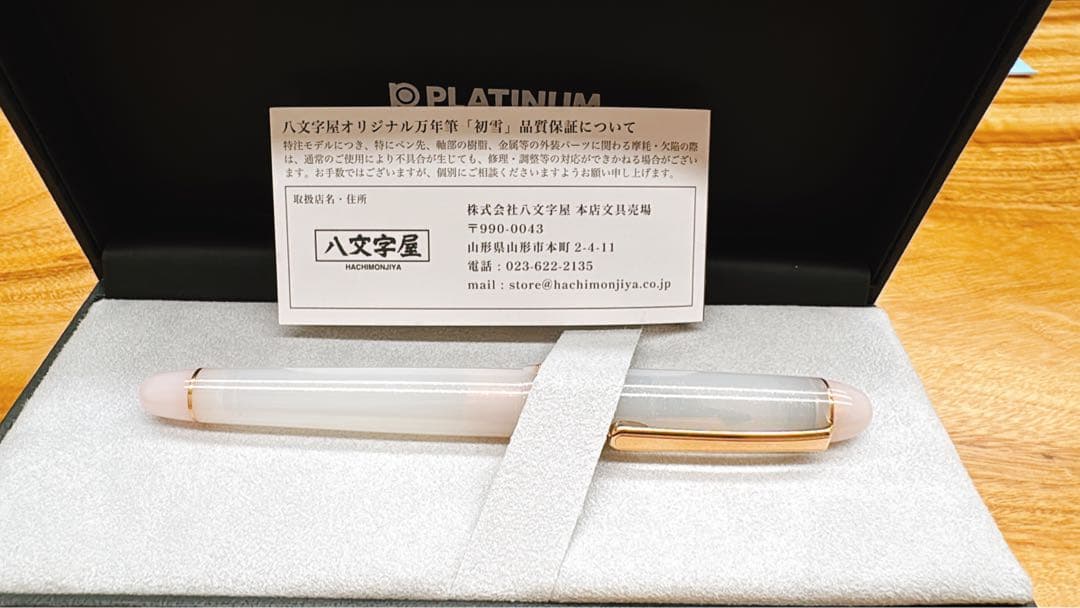 PLATINUM
八文字屋オリジナル万年筆「初雪」品質保証について
特注モデルにつき、特にペン先、軸部の樹脂、金属等の外装パーツに関わる摩耗・欠陥の際
は、通常のご使用により不具合が生じても、修理・調整等の対応ができかねる場合がござい
ます。お手数ではございますが、個別にご相談くださいますようお願い申し上げます。
取扱店名・住所
八文字屋
HACHIMONJIYA
株式会社八文字屋 本店文具売場
〒990-0043
山形県山形市本町 2-4-11
電話：023-622-2135
mail : store@hachimonjiya.co.jp